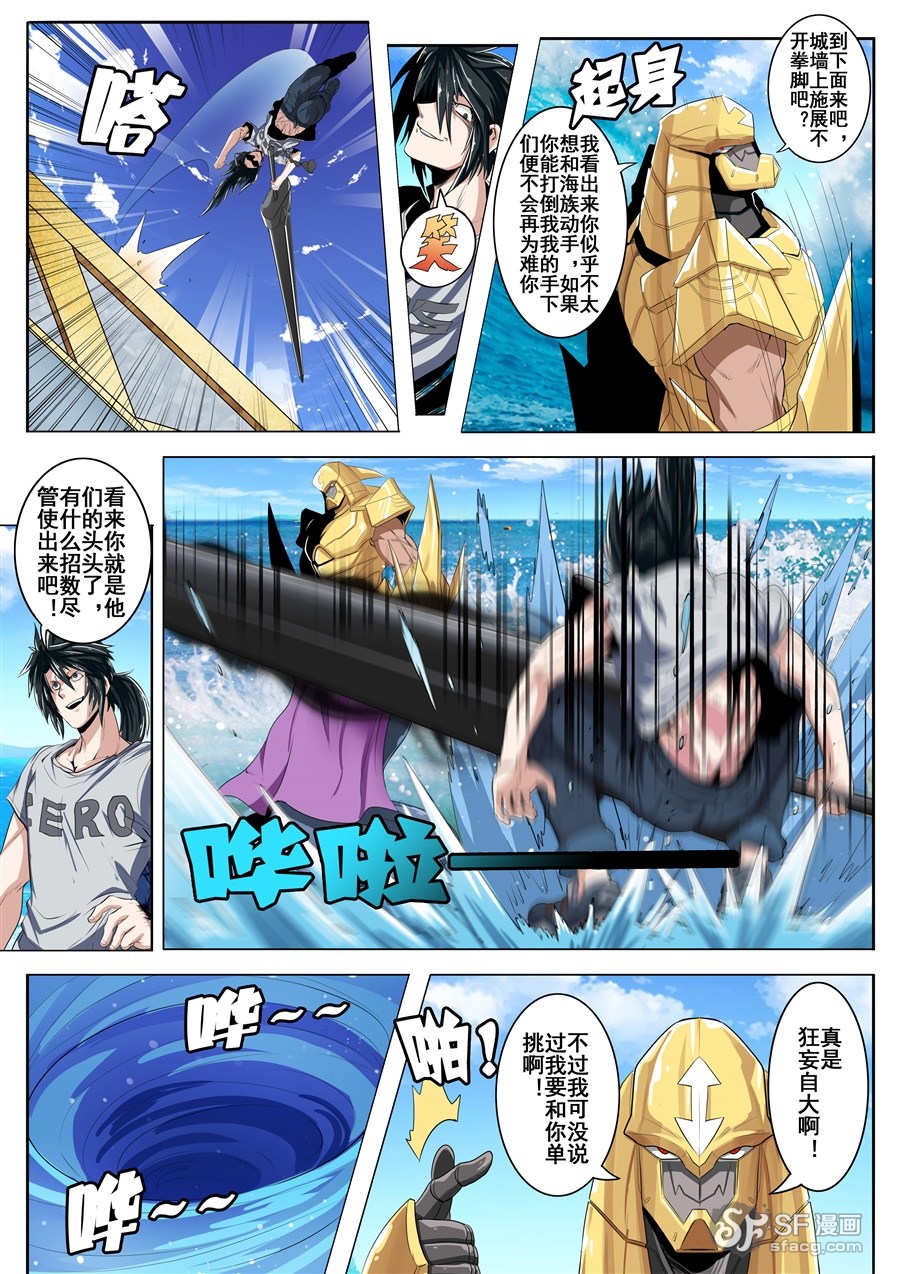 到下面来吧，
城墙上施展不
开拳脚吧？
起身
我看出来你似乎不太
想和海族动手，如果
你能打倒我我的手下
们便不会再为难你
笑
嗒
哗啦
看来你就是他
们的头头了，
有什么招数尽
管使出来吧！
ZERO
真是
狂妄自大啊！
不过我可没说
过我要和你单
挑啊！
啪！
哗~~
哗~~
SF漫画
sfacg.com